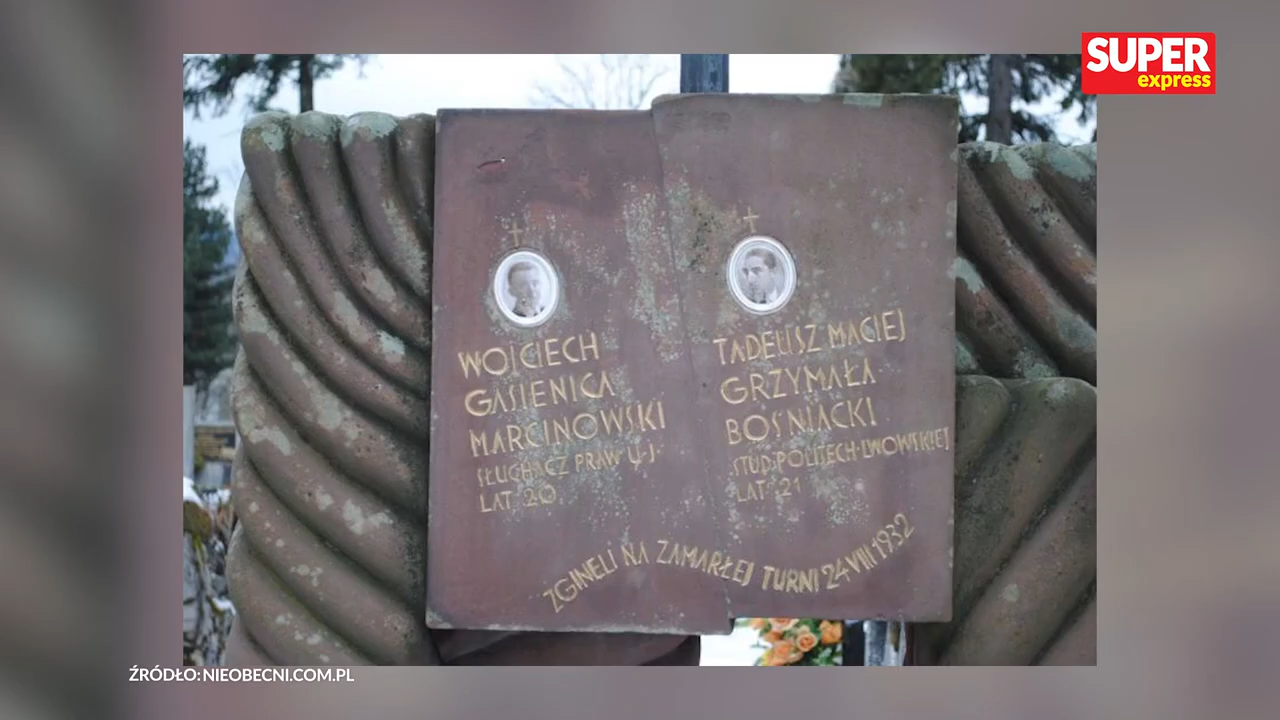 SUPER
express
WOJCIECH
GĄSIENICA
MARCINOWSKI
SŁUCHACZ PRAW U·J·
LAT 20
TADEUSZ MACIEJ
GRZYMAŁA
BOŚNIACKI
STUD·POLITECH·LWOWSKIEJ
LAT 21
ZGINELI NA ZAMARŁEJ TURNI 24 VIII 1932
ŹRÓDŁO: NIEOBECNI.COM.PL